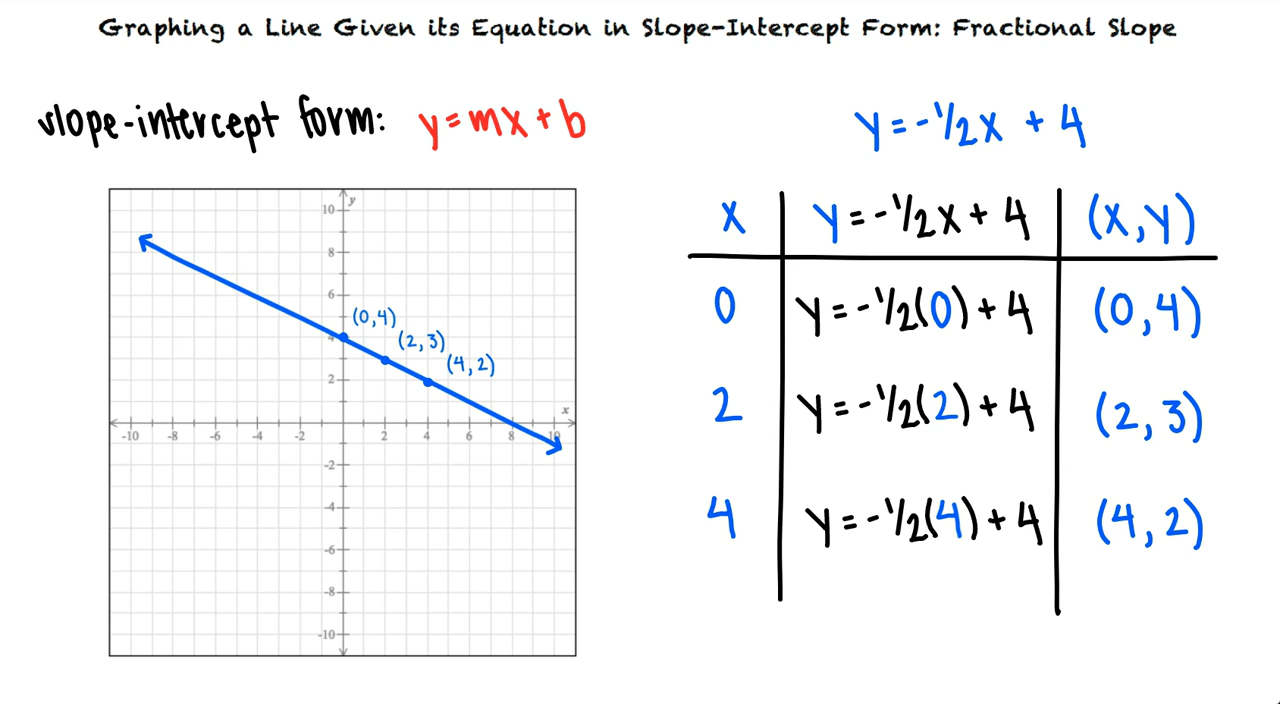 Graphing a Line Given its Equation in Slope-Intercept Form: Fractional Slope
slope-intercept form: y=mx+b
y=-1/2x+4
x y=-1/2x+4 (x,y)
0 y=-1/2(0)+4 (0,4)
2 y=-1/2(2)+4 (2,3)
4 y=-1/2(4)+4 (4,2)
y
10
8
6
(0,4)
4
(2,3)
(4,2)
2
x
-10 -8 -6 -4 -2 2 4 6 8 10
-2
-4
-6
-8
-10